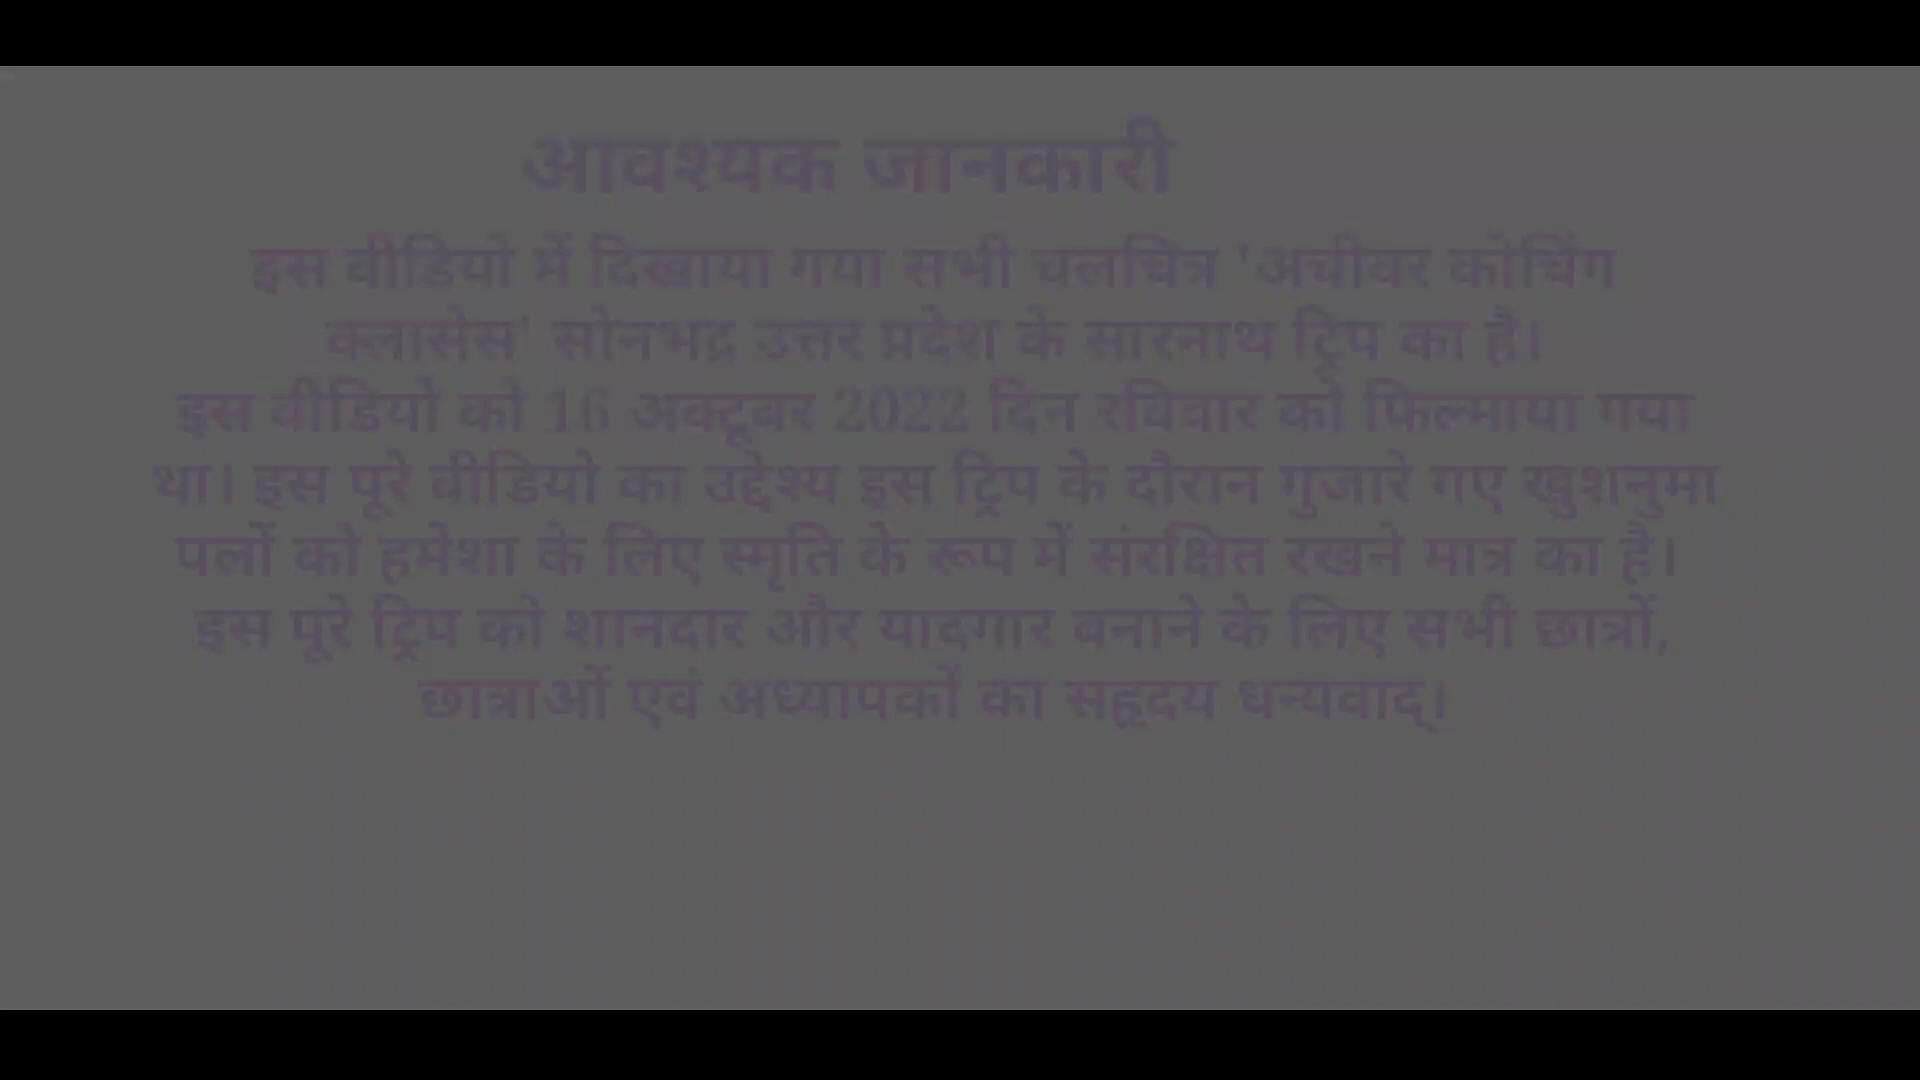 आवश्यक जानकारी
इस वीडियो में दिखाया गया सभी चलचित्र 'अचीवर कोचिंग
क्लासेस' सोनभद्र उत्तर प्रदेश के सारनाथ ट्रिप का है।
इस वीडियो को 16 अक्टूबर 2022 दिन रविवार को फिल्माया गया
था। इस पूरे वीडियो का उद्देश्य इस ट्रिप के दौरान गुजारे गए खुशनुमा
पलों को हमेशा के लिए स्मृति के रूप में संरक्षित रखने मात्र का है।
इस पूरे ट्रिप को शानदार और यादगार बनाने के लिए सभी छात्रों,
छात्राओं एवं अध्यापकों का सहृदय धन्यवाद्।